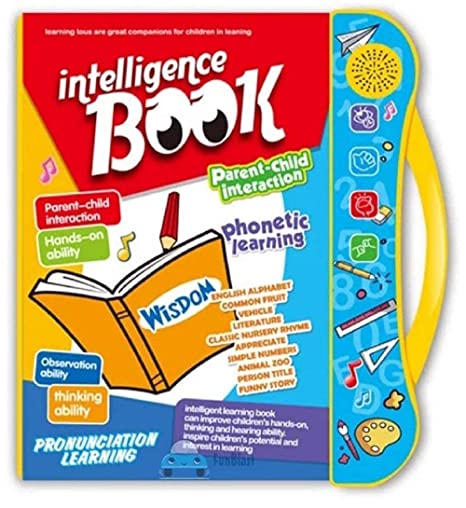 learning lous are great companions for children in leaning
intelligence
BOOK
Parent-Child
interaction
Parent-child
interaction
Hands-on
ability
phonetic
learning
WISDOM
ENGLISH ALPHABET
COMMON FRUIT
VEHICLE
LITERATURE
CLASSIC NURSERY RHYME
APPRECIATE
SIMPLE NUMBERS
ANIMAL ZOO
PERSON TITLE
FUNNY STORY
Observation
ability
thinking
ability
PRONUNCIATION
LEARNING
intelligent learning book
can improve children's hands-on,
thinking and hearing ability.
inspire children's potential and
interest in learning
FunBlast